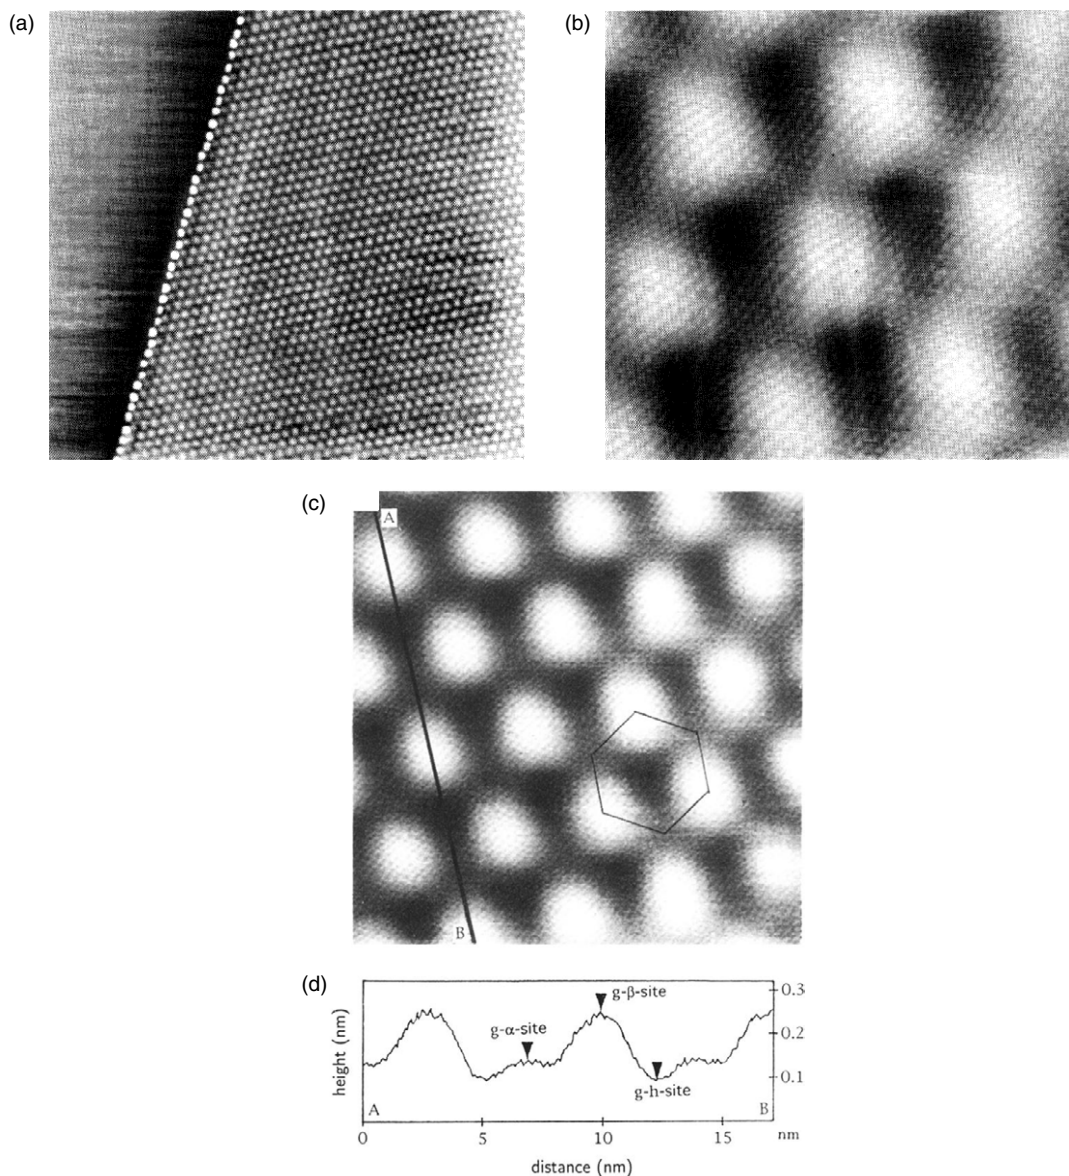 (a)
(b)
(c)
A
B
(d)
0.3
g-β-site
g-α-site
0.2
height (nm)
0.1
g-h-site
A
B
0
5
10
15
nm
distance (nm)